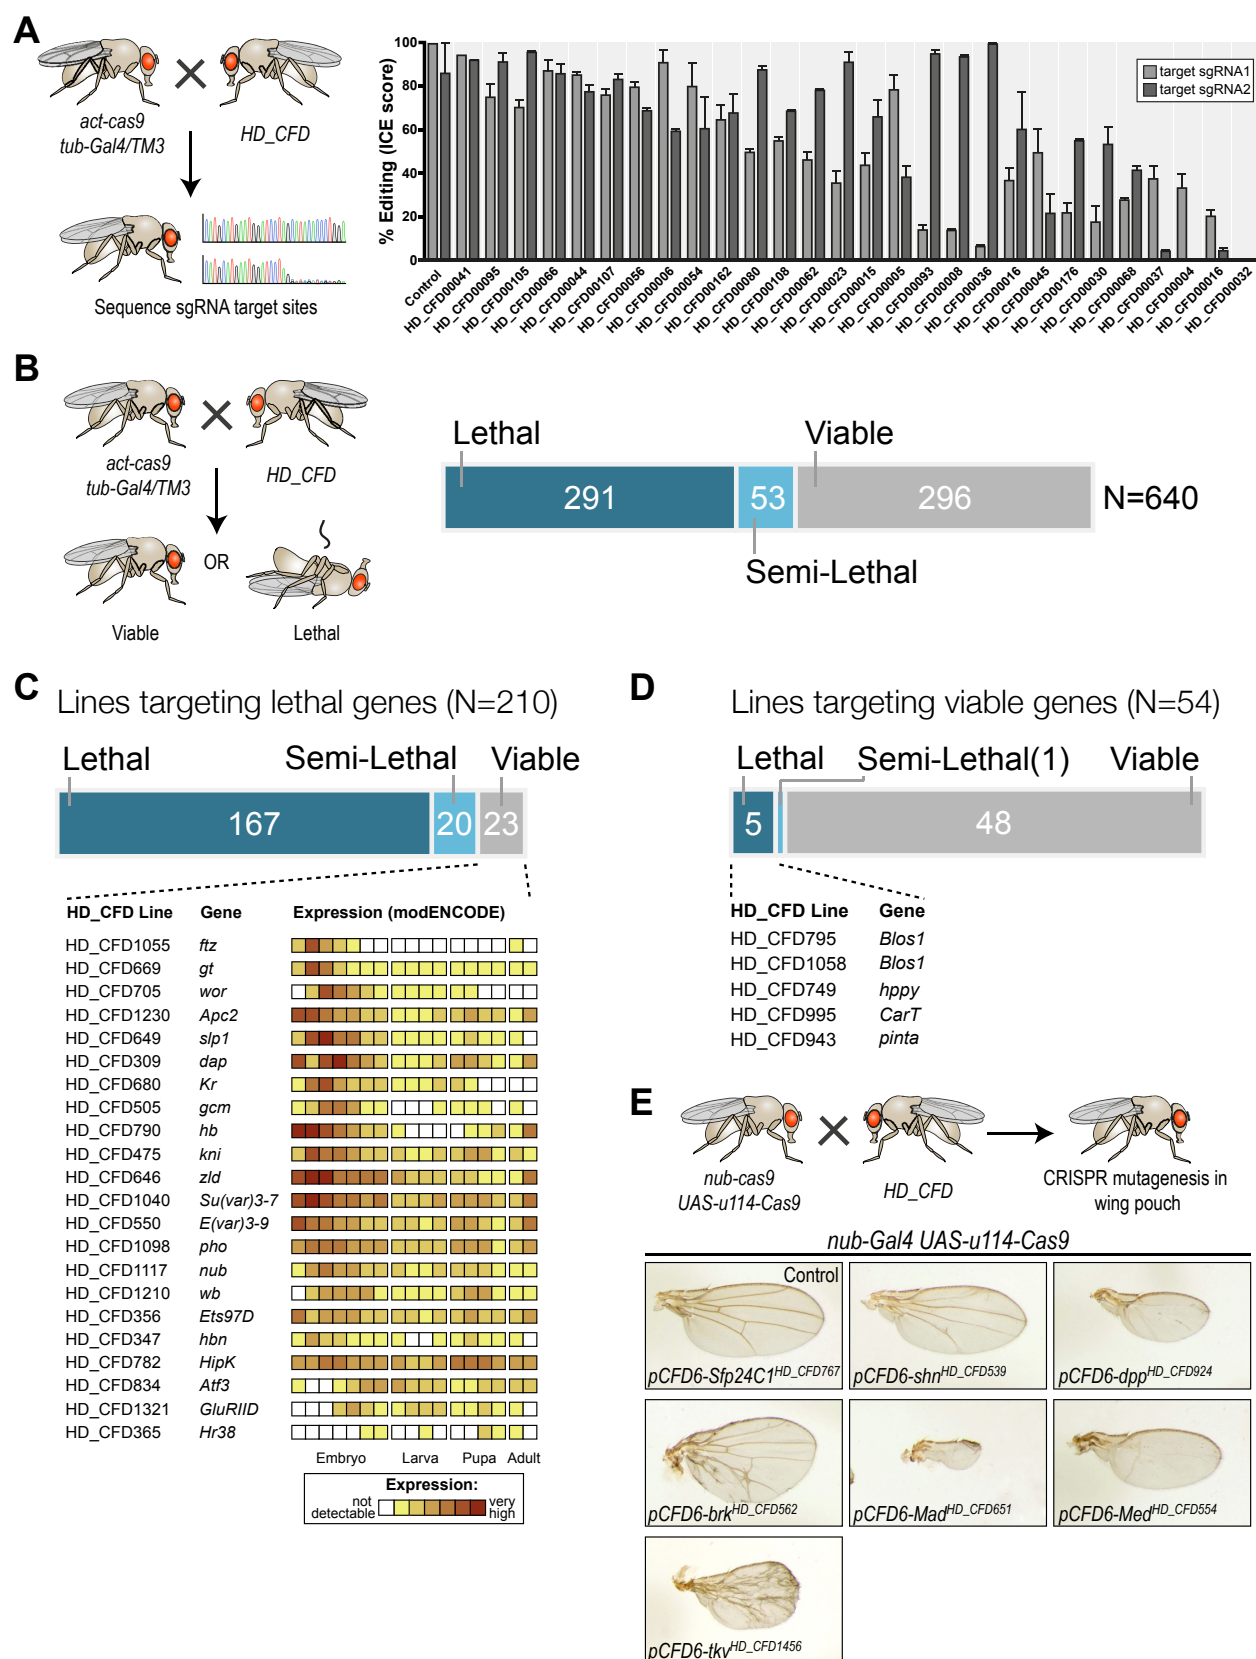 A
act-cas9
tub-Gal4/TM3
HD_CFD
Sequence sgRNA target sites
% Editing (ICE score)
100
80
60
40
20
0
target sgRNA1
target sgRNA2
Control
HD_CFD00041
HD_CFD00095
HD_CFD00105
HD_CFD00066
HD_CFD00044
HD_CFD00107
HD_CFD00056
HD_CFD0006
HD_CFD00054
HD_CFD00162
HD_CFD00080
HD_CFD00108
HD_CFD00062
HD_CFD00023
HD_CFD00015
HD_CFD00005
HD_CFD00093
HD_CFD0008
HD_CFD00036
HD_CFD00016
HD_CFD00045
HD_CFD00176
HD_CFD00030
HD_CFD00068
HD_CFD00037
HD_CFD0004
HD_CFD0016
HD_CFD00032
B
act-cas9
tub-Gal4/TM3
HD_CFD
OR
Viable
Lethal
Lethal
Viable
291
53
296
N=640
Semi-Lethal
C
Lines targeting lethal genes (N=210)
Lethal
Semi-Lethal
Viable
167
20
23
HD_CFD Line Gene Expression (modENCODE)
HD_CFD1055 ftz
HD_CFD669 gt
HD_CFD705 wor
HD_CFD1230 Apc2
HD_CFD649 slp1
HD_CFD309 dap
HD_CFD680 Kr
HD_CFD505 gcm
HD_CFD790 hb
HD_CFD475 kni
HD_CFD646 zld
HD_CFD1040 Su(var)3-7
HD_CFD550 E(var)3-9
HD_CFD1098 pho
HD_CFD1117 nub
HD_CFD1210 wb
HD_CFD356 Ets97D
HD_CFD347 hbn
HD_CFD782 HipK
HD_CFD834 Atf3
HD_CFD1321 GluRIID
HD_CFD365 Hr38
Embryo Larva Pupa Adult
Expression:
not detectable
very high
D
Lines targeting viable genes (N=54)
Lethal
Semi-Lethal(1)
Viable
5
48
HD_CFD Line Gene
HD_CFD795 Blos1
HD_CFD1058 Blos1
HD_CFD749 hppy
HD_CFD995 CarT
HD_CFD943 pinta
E
nub-cas9
UAS-u114-Cas9
HD_CFD
CRISPR mutagenesis in
wing pouch
nub-Gal4 UAS-u114-Cas9
Control
pCFD6-Sfp24C1HD_CFD767
pCFD6-shnHD_CFD539
pCFD6-dppHD_CFD924
pCFD6-brkHD_CFD562
pCFD6-MadHD_CFD651
pCFD6-MedHD_CFD554
pCFD6-tkvHD_CFD1456